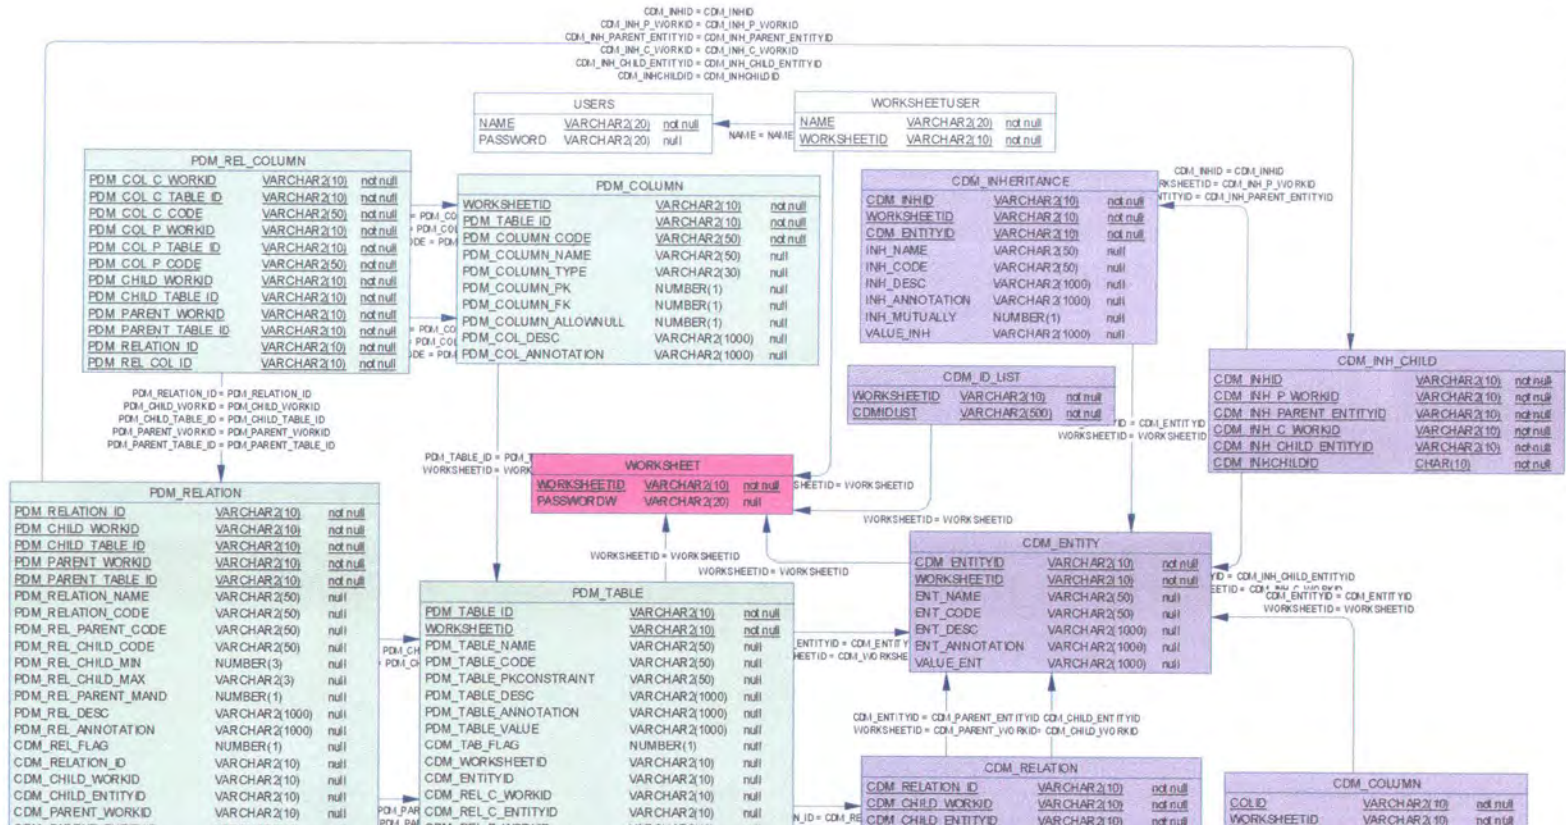 CDM_INHID = CDM_INHID
CDM_INH_P_WORKID = CDM_INH_P_WORKID
CDM_INH_PARENT_ENTITYID = CDM_INH_PARENT_ENTITYID
CDM_INH_C_WORKID = CDM_INH_C_WORKID
CDM_INH_CHILD_ENTITYID = CDM_INH_CHILD_ENTITYID
CDM_INHCHILDID = CDM_INHCHILDID
USERS
NAME VARCHAR2(20) not null
PASSWORD VARCHAR2(20) null
NAME = NAME
WORKSHEETUSER
NAME VARCHAR2(20) not null
WORKSHEETID VARCHAR2(10) not null
PDM_REL_COLUMN
PDM_COL_C_WORKID VARCHAR2(10) not null
PDM_COL_C_TABLE_ID VARCHAR2(10) not null
PDM_COL_C_CODE VARCHAR2(50) not null
PDM_COL_P_WORKID VARCHAR2(10) not null
PDM_COL_P_TABLE_ID VARCHAR2(10) not null
PDM_COL_P_CODE VARCHAR2(50) not null
PDM_CHILD_WORKID VARCHAR2(10) not null
PDM_CHILD_TABLE_ID VARCHAR2(10) not null
PDM_PARENT_WORKID VARCHAR2(10) not null
PDM_PARENT_TABLE_ID VARCHAR2(10) not null
PDM_RELATION_ID VARCHAR2(10) not null
PDM_REL_COL_ID VARCHAR2(10) not null
PDM_COLUMN
WORKSHEETID VARCHAR2(10) not null
PDM_TABLE_ID VARCHAR2(10) not null
PDM_COLUMN_CODE VARCHAR2(50) not null
PDM_COLUMN_NAME VARCHAR2(50) null
PDM_COLUMN_TYPE VARCHAR2(30) null
PDM_COLUMN_PK NUMBER(1) null
PDM_COLUMN_FK NUMBER(1) null
PDM_COLUMN_ALLOWNULL NUMBER(1) null
PDM_COL_DESC VARCHAR2(1000) null
PDM_COL_ANNOTATION VARCHAR2(1000) null
CDM_INHERITANCE
CDM_INHID VARCHAR2(10) not null
WORKSHEETID VARCHAR2(10) not null
CDM_ENTITYID VARCHAR2(10) not null
INH_NAME VARCHAR2(50) null
INH_CODE VARCHAR2(50) null
INH_DESC VARCHAR2(1000) null
INH_ANNOTATION VARCHAR2(1000) null
INH_MUTUALLY NUMBER(1) null
VALUE_INH VARCHAR2(1000) null
CDM_INHID = CDM_INHID
RKSHEETID = CDM_INH_P_WORKID
NTITYID = CDM_INH_PARENT_ENTITYID
CDM_INH_CHILD
CDM_INHID VARCHAR2(10) not null
CDM_INH_P_WORKID VARCHAR2(10) not null
CDM_INH_PARENT_ENTITYID VARCHAR2(10) not null
CDM_INH_C_WORKID VARCHAR2(10) not null
CDM_INH_CHILD_ENTITYID VARCHAR2(10) not null
CDM_INHCHILDID CHAR(10) not null
CDM_ID_LIST
WORKSHEETID VARCHAR2(10) not null
CDMIDLIST VARCHAR2(500) not null
= CDM_ENTITYID
WORKSHEETID = WORKSHEETID
PDM_RELATION_ID = PDM_RELATION_ID
PDM_CHILD_WORKID = PDM_CHILD_WORKID
PDM_CHILD_TABLE_ID = PDM_CHILD_TABLE_ID
PDM_PARENT_WORKID = PDM_PARENT_WORKID
PDM_PARENT_TABLE_ID = PDM_PARENT_TABLE_ID
PDM_TABLE_ID = PDM_T
WORKSHEETID = WORK
WORKSHEET
WORKSHEETID VARCHAR2(10) not null
PASSWORDW VARCHAR2(20) null
SHEETID = WORKSHEETID
WORKSHEETID = WORKSHEETID
WORKSHEETID = WORKSHEETID
WORKSHEETID = WORKSHEETID
PDM_RELATION
PDM_RELATION_ID VARCHAR2(10) not null
PDM_CHILD_WORKID VARCHAR2(10) not null
PDM_CHILD_TABLE_ID VARCHAR2(10) not null
PDM_PARENT_WORKID VARCHAR2(10) not null
PDM_PARENT_TABLE_ID VARCHAR2(10) not null
PDM_RELATION_NAME VARCHAR2(50) null
PDM_RELATION_CODE VARCHAR2(50) null
PDM_REL_PARENT_CODE VARCHAR2(50) null
PDM_REL_CHILD_CODE VARCHAR2(50) null
PDM_REL_CHILD_MIN NUMBER(3) null
PDM_REL_CHILD_MAX VARCHAR2(3) null
PDM_REL_PARENT_MAND NUMBER(1) null
PDM_REL_DESC VARCHAR2(1000) null
PDM_REL_ANNOTATION VARCHAR2(1000) null
CDM_REL_FLAG NUMBER(1) null
CDM_RELATION_ID VARCHAR2(10) null
CDM_CHILD_WORKID VARCHAR2(10) null
CDM_CHILD_ENTITYID VARCHAR2(10) null
CDM_PARENT_WORKID VARCHAR2(10) null
PDM_TABLE
PDM_TABLE_ID VARCHAR2(10) not null
WORKSHEETID VARCHAR2(10) not null
PDM_TABLE_NAME VARCHAR2(50) null
PDM_TABLE_CODE VARCHAR2(50) null
PDM_TABLE_PKCONSTRAINT VARCHAR2(50) null
PDM_TABLE_DESC VARCHAR2(1000) null
PDM_TABLE_ANNOTATION VARCHAR2(1000) null
PDM_TABLE_VALUE VARCHAR2(1000) null
CDM_TAB_FLAG NUMBER(1) null
CDM_WORKSHEETID VARCHAR2(10) null
CDM_ENTITYID VARCHAR2(10) null
CDM_REL_C_WORKID VARCHAR2(10) null
CDM_REL_C_ENTITYID VARCHAR2(10) null
_ENTITYID = CDM_ENTITY
HEETID = CDM_WORKSHE
CDM_ENTITY
CDM_ENTITYID VARCHAR2(10) not null
WORKSHEETID VARCHAR2(10) not null
ENT_NAME VARCHAR2(50) null
ENT_CODE VARCHAR2(50) null
ENT_DESC VARCHAR2(1000) null
ENT_ANNOTATION VARCHAR2(1000) null
VALUE_ENT VARCHAR2(1000) null
YID = CDM_INH_CHILD_ENTITYID
CDM_ENTITYID = CDM_ENTITYID
WORKSHEETID = WORKSHEETID
CDM_ENTITYID = CDM_PARENT_ENTITYID CDM_CHILD_ENTITYID
WORKSHEETID = CDM_PARENT_WORKID = CDM_CHILD_WORKID
CDM_RELATION
CDM_RELATION_ID VARCHAR2(10) not null
CDM_CHILD_WORKID VARCHAR2(10) not null
CDM_CHILD_ENTITYID VARCHAR2(10) not null
N_ID = CDM_RE
CDM_COLUMN
COLID VARCHAR2(10) not null
WORKSHEETID VARCHAR2(10) not null